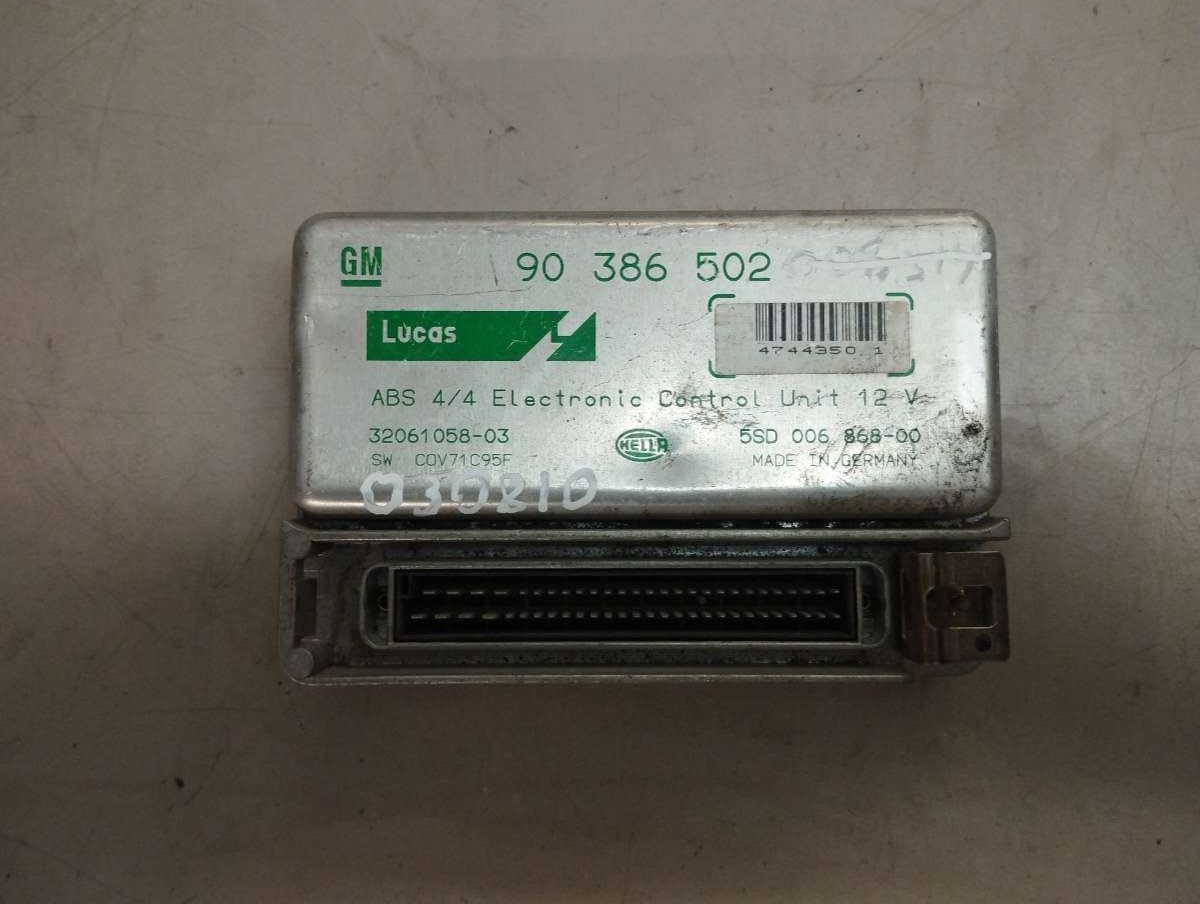 GM 90 386 502
Lucas
4744350 1
ABS 4/4 Electronic Control Unit 12 V
32061058-03 HELLA 5SD 006 868-00
SW COV71C95F MADE IN GERMANY
030810